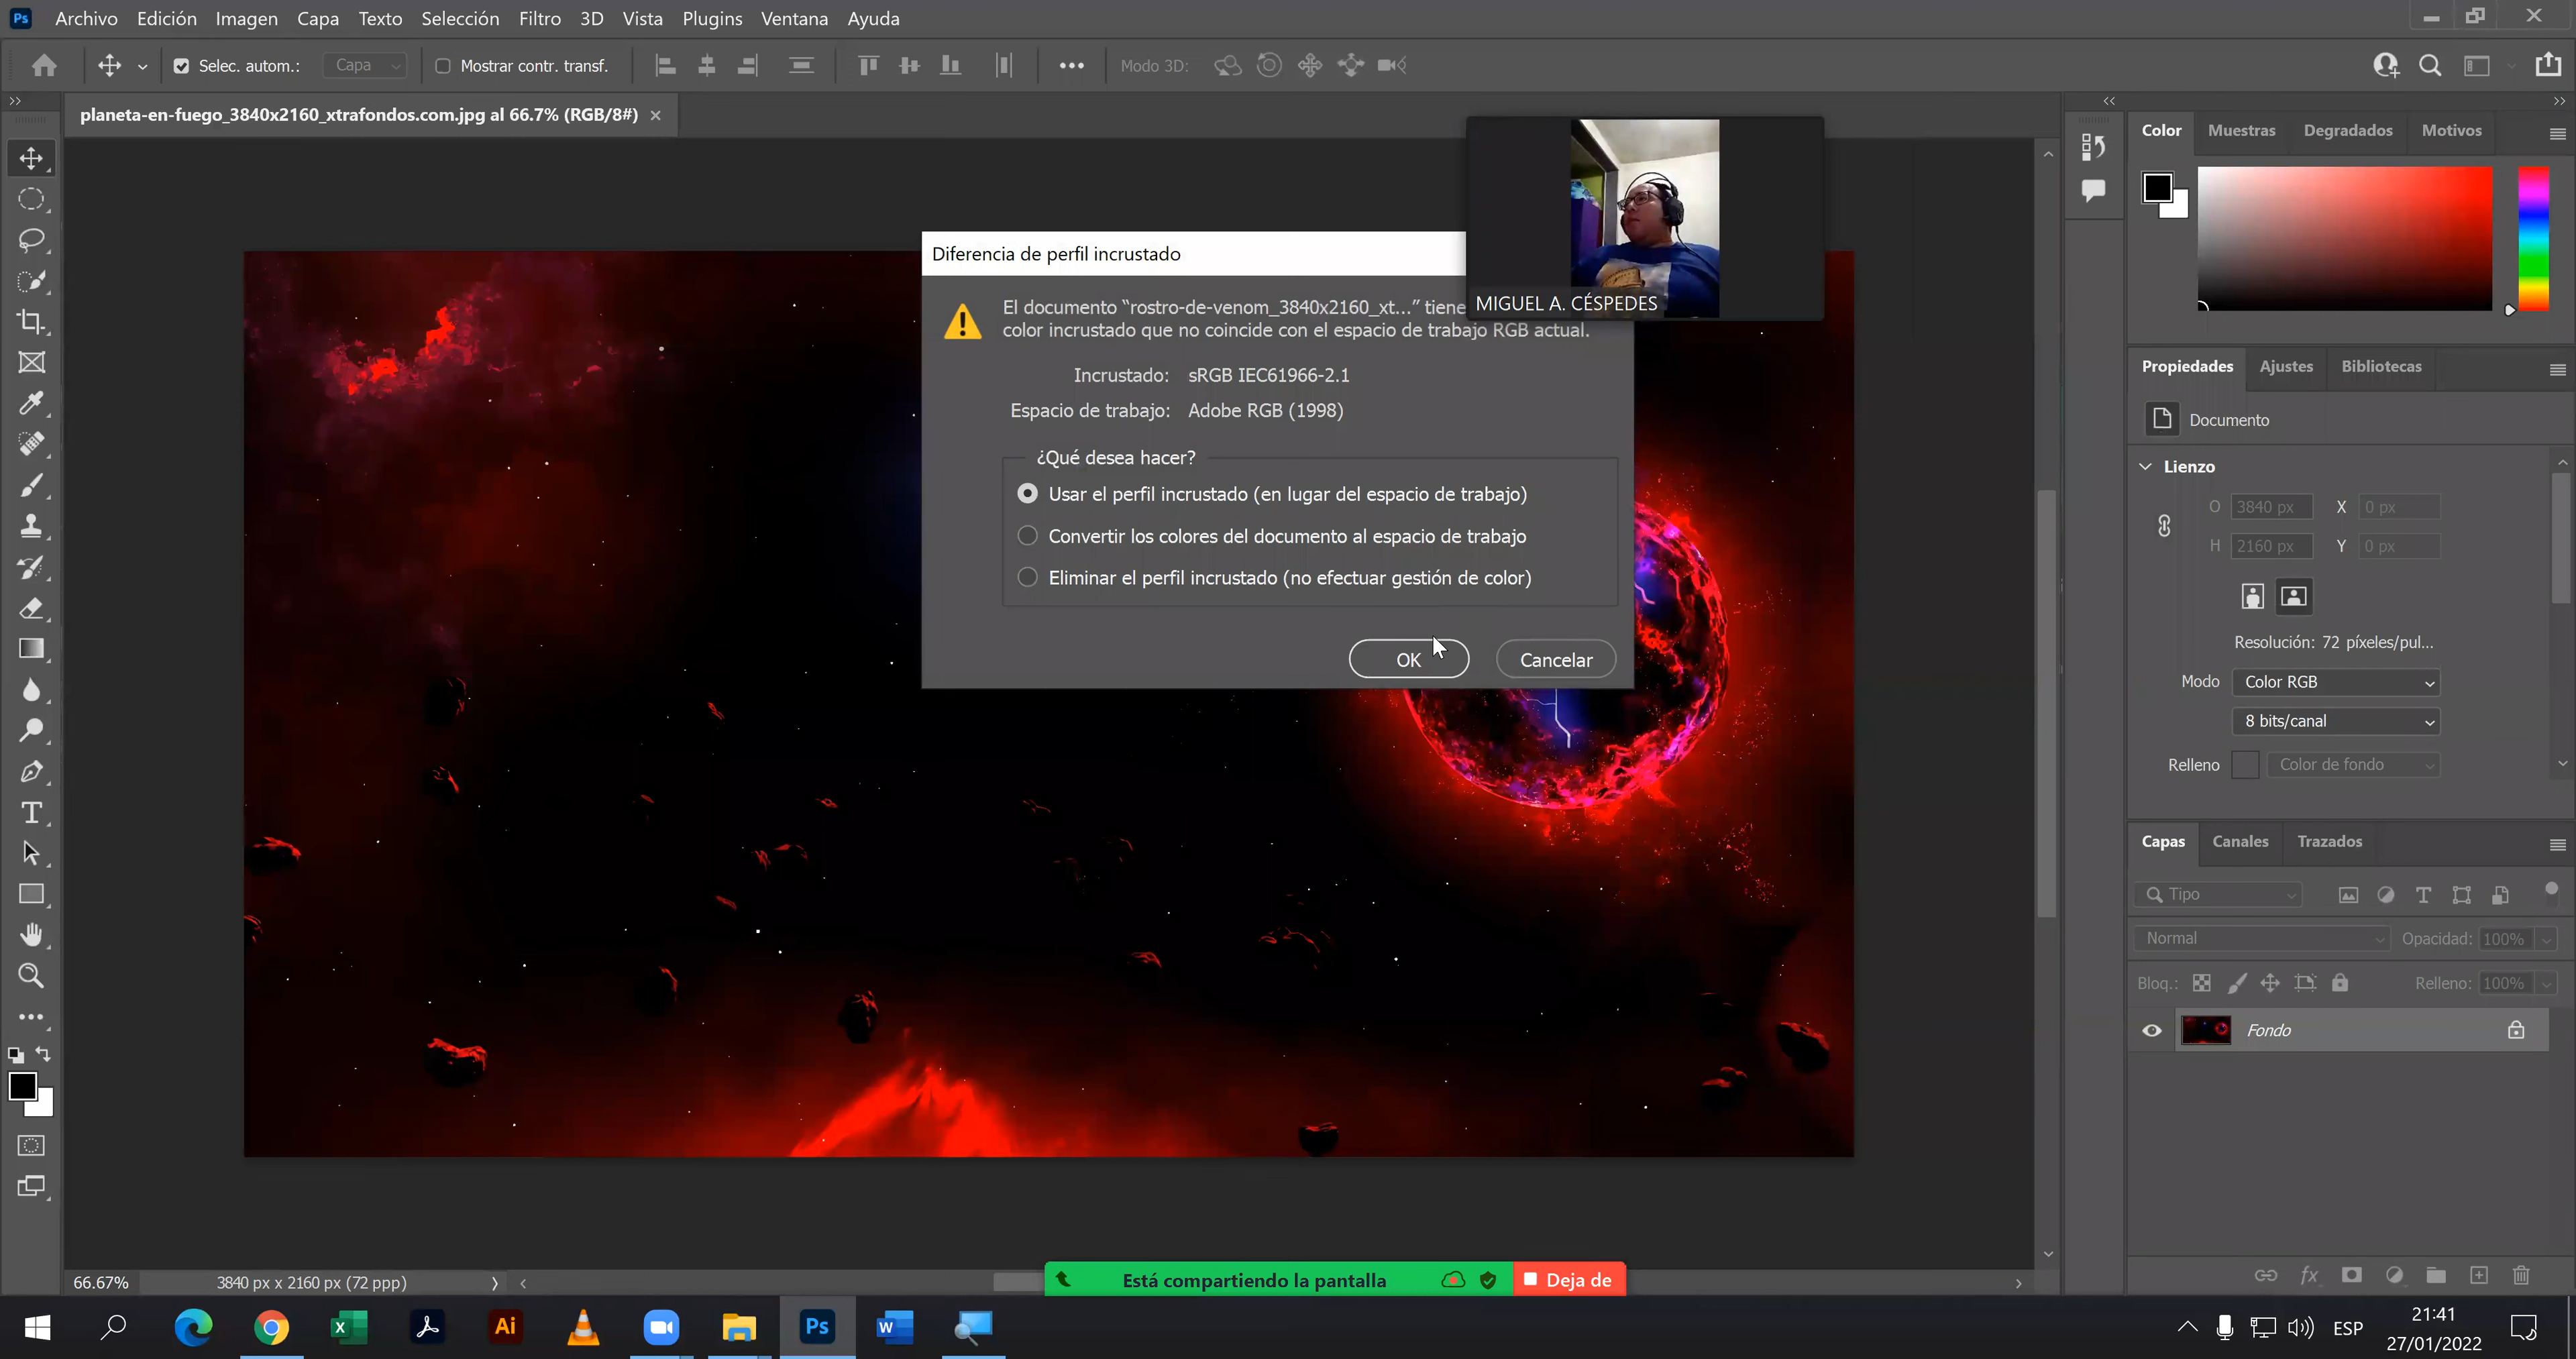 Ps Archivo Edición Imagen Capa Texto Selección Filtro 3D Vista Plugins Ventana Ayuda
Selec. autom.: Capa Mostrar contr. transf. Modo 3D:
planeta-en-fuego_3840x2160_xtrafondos.com.jpg al 66.7% (RGB/8#)
Color Muestras Degradados Motivos
Diferencia de perfil incrustado
MIGUEL A. CÉSPEDES
El documento “rostro-de-venom_3840x2160_xt...” tiene
color incrustado que no coincide con el espacio de trabajo RGB actual.
Incrustado: sRGB IEC61966-2.1
Espacio de trabajo: Adobe RGB (1998)
¿Qué desea hacer?
Usar el perfil incrustado (en lugar del espacio de trabajo)
Convertir los colores del documento al espacio de trabajo
Eliminar el perfil incrustado (no efectuar gestión de color)
OK Cancelar
Propiedades Ajustes Bibliotecas
Documento
Lienzo
O 3840 px X 0 px
H 2160 px Y 0 px
Resolución: 72 píxeles/pul...
Modo Color RGB
8 bits/canal
Relleno Color de fondo
Capas Canales Trazados
Tipo
Normal Opacidad: 100%
Bloq.: Relleno: 100%
Fondo
fx
66.67% 3840 px x 2160 px (72 ppp)
Está compartiendo la pantalla Deja de
Ai Ps W
ESP
21:41
27/01/2022